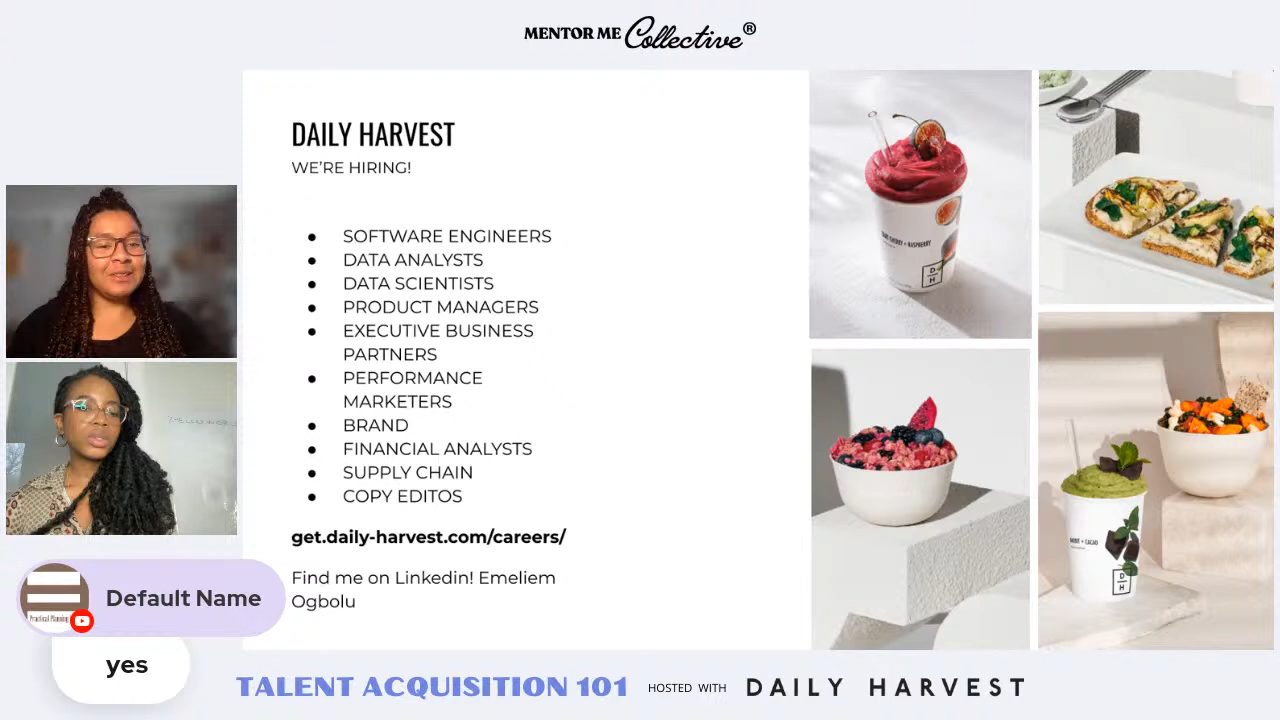 MENTOR ME Collective®
DAILY HARVEST
WE'RE HIRING!
● SOFTWARE ENGINEERS
● DATA ANALYSTS
● DATA SCIENTISTS
● PRODUCT MANAGERS
● EXECUTIVE BUSINESS
PARTNERS
● PERFORMANCE
MARKETERS
● BRAND
● FINANCIAL ANALYSTS
● SUPPLY CHAIN
● COPY EDITOS
get.daily-harvest.com/careers/
Find me on Linkedin! Emeliem
Ogbolu
D
H
D
H
Practical Planning
Default Name
yes
TALENT ACQUISITION 101 HOSTED WITH DAILY HARVEST